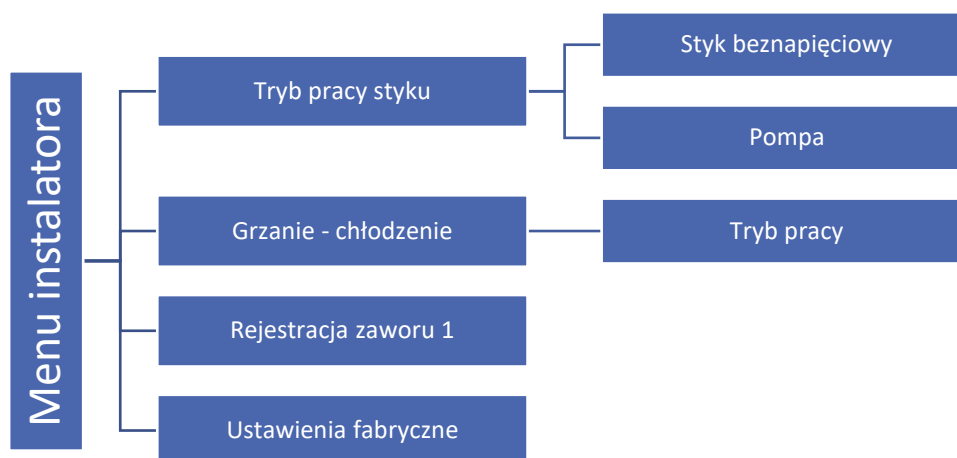 Menu instalatora
Tryb pracy styku
Styk beznapięciowy
Pompa
Grzanie - chłodzenie
Tryb pracy
Rejestracja zaworu 1
Ustawienia fabryczne